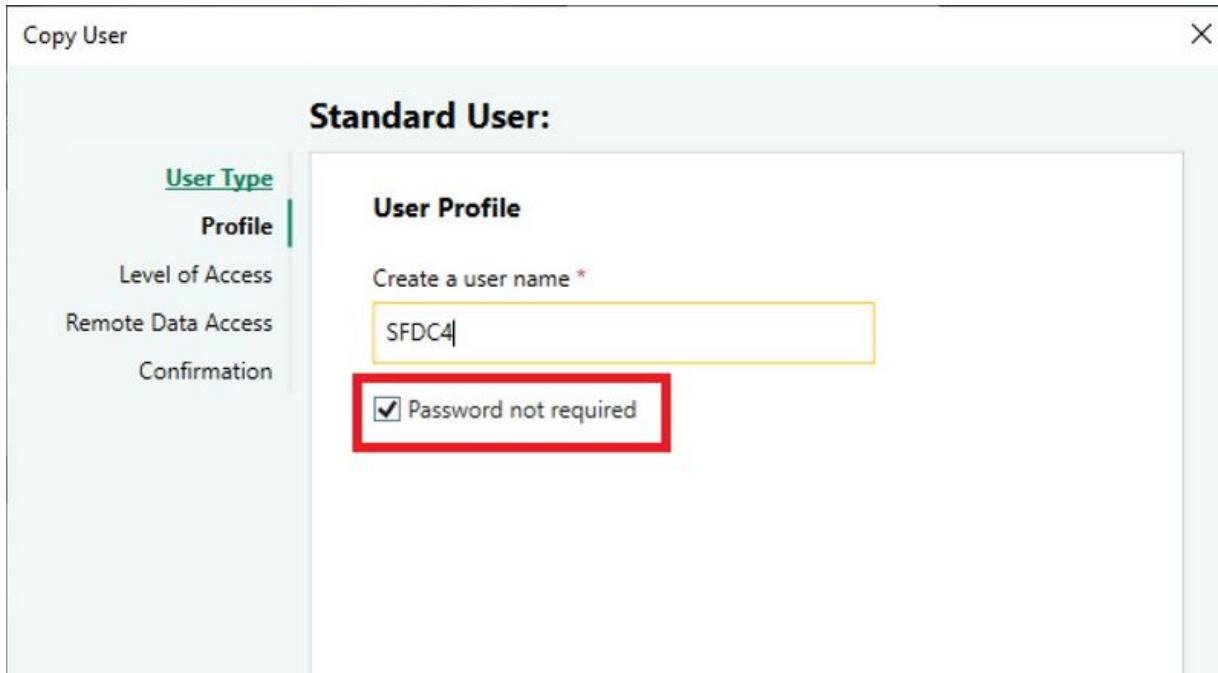 Copy User
Standard User:
User Type
Profile
Level of Access
Remote Data Access
Confirmation
User Profile
Create a user name *
SFDC4
Password not required